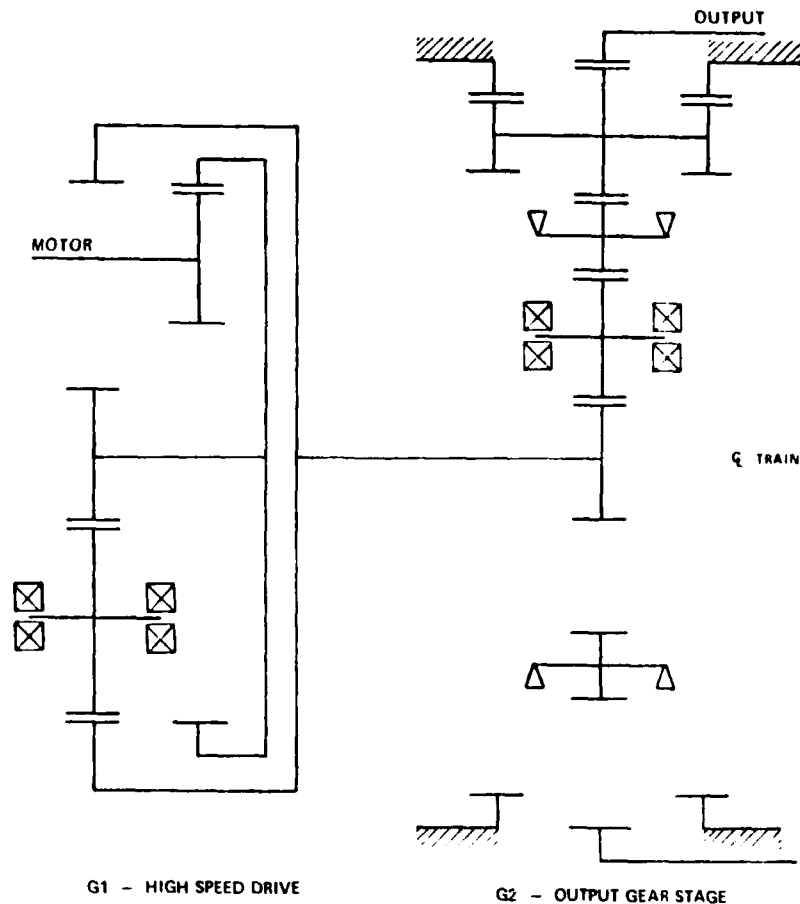 OUTPUT
MOTOR
℄ TRAIN
G1 – HIGH SPEED DRIVE
G2 – OUTPUT GEAR STAGE